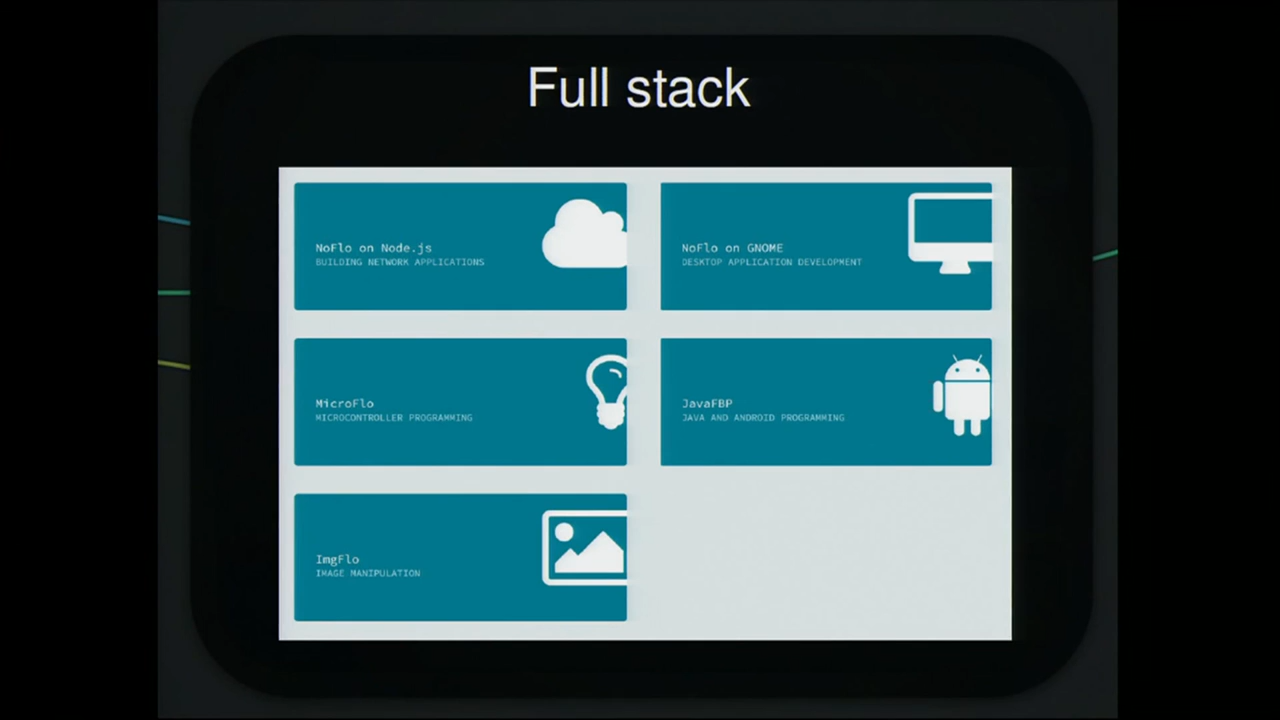 Full stack
NoFlo on Node.js
BUILDING NETWORK APPLICATIONS
NoFlo on GNOME
DESKTOP APPLICATION DEVELOPMENT
MicroFlo
MICROCONTROLLER PROGRAMMING
JavaFBP
JAVA AND ANDROID PROGRAMMING
ImgFlo
IMAGE MANIPULATION